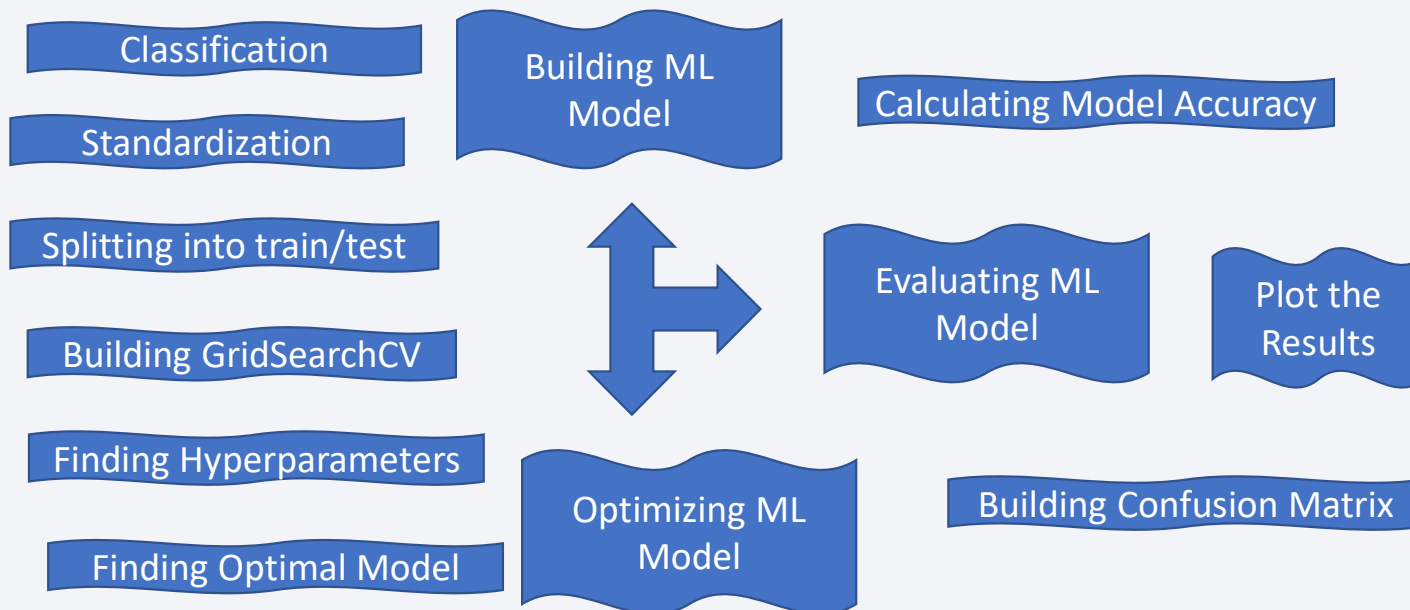 Classification
Standardization
Splitting into train/test
Building GridSearchCV
Finding Hyperparameters
Finding Optimal Model
Building ML
Model
Optimizing ML
Model
Calculating Model Accuracy
Evaluating ML
Model
Plot the
Results
Building Confusion Matrix